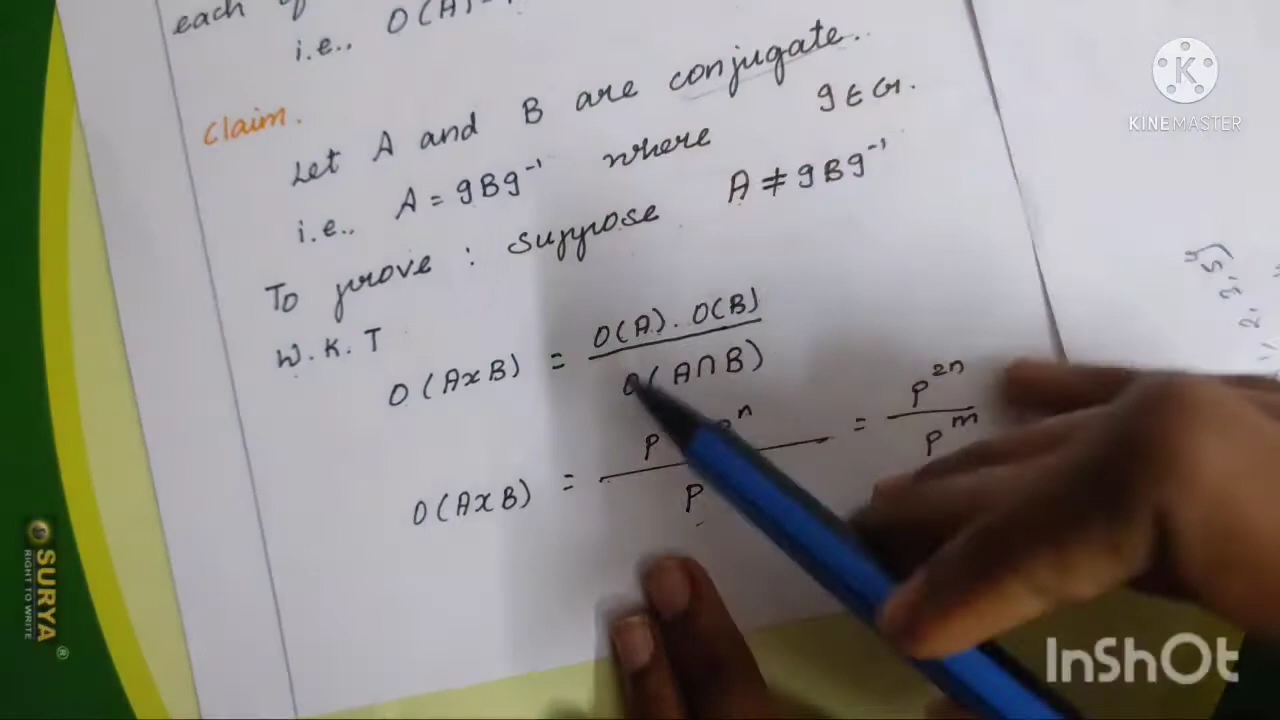 each of
i.e.., O(A)
Claim.
Let A and B are conjugate.
i.e.., A = gBg⁻¹ where g ∈ G.
To prove : Suppose A ≠ gBg⁻¹
W.K.T
O(AxB) = O(A).O(B) / O(A∩B)
O(AxB) = p n / p = p²ⁿ / pᵐ
KINEMASTER
SURYA
RIGHT TO WRITE
InShOt